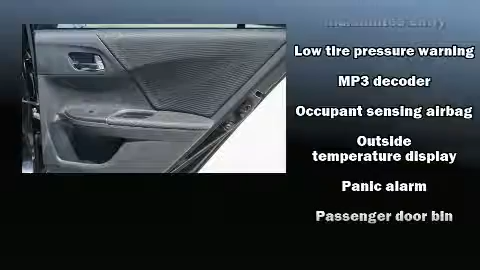 Low tire pressure warning
MP3 decoder
Occupant sensing airbag
Outside
temperature display
Panic alarm
Passenger door bin